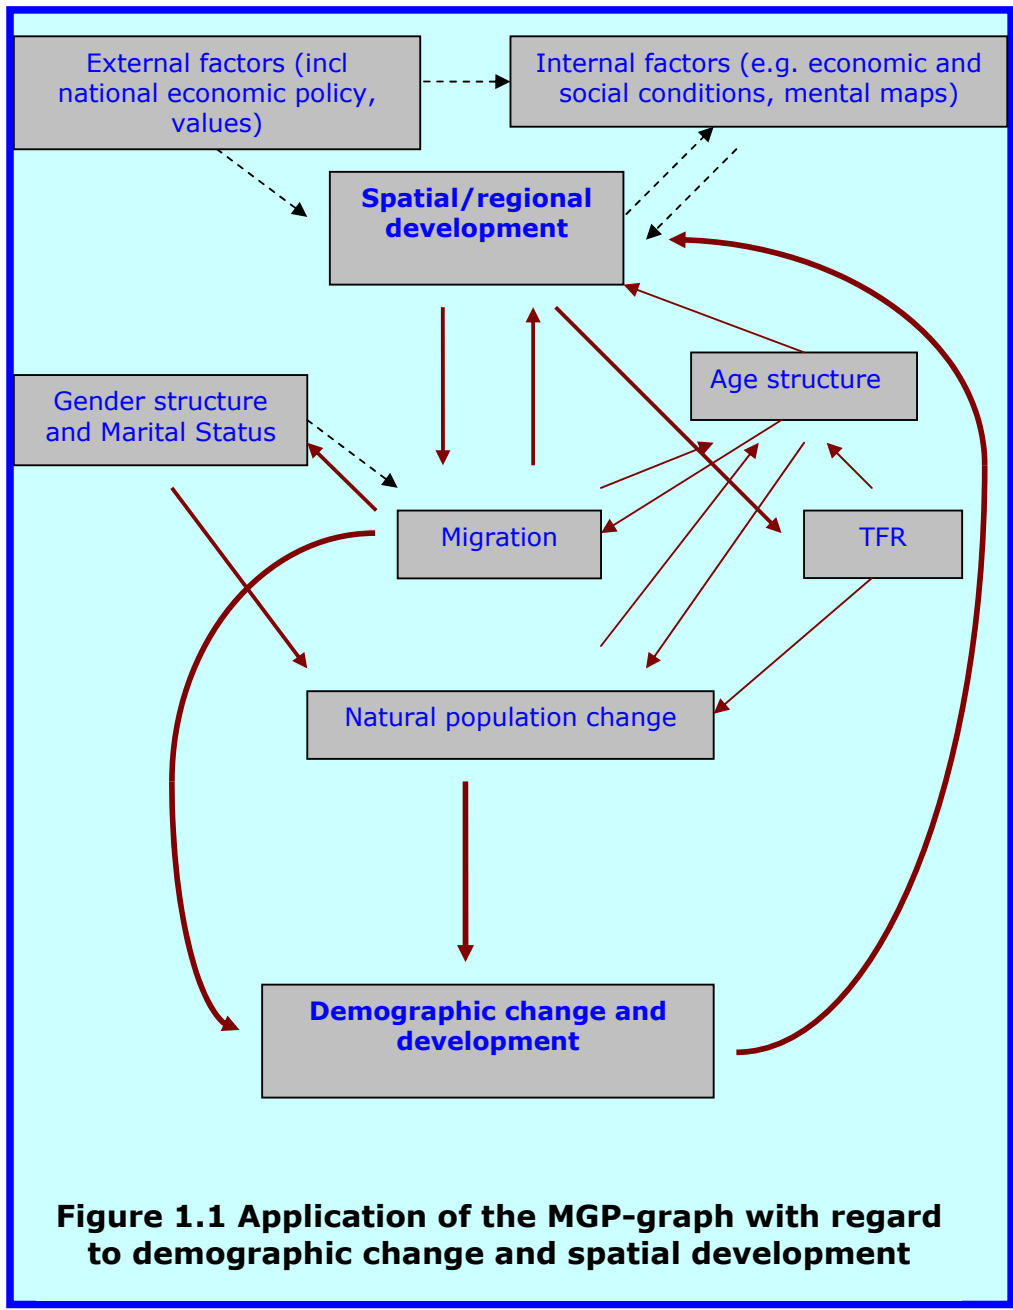 External factors (incl
national economic policy,
values)
Internal factors (e.g. economic and
social conditions, mental maps)
Spatial/regional
development
Age structure
Gender structure
and Marital Status
Migration
TFR
Natural population change
Demographic change and
development
Figure 1.1 Application of the MGP-graph with regard
to demographic change and spatial development